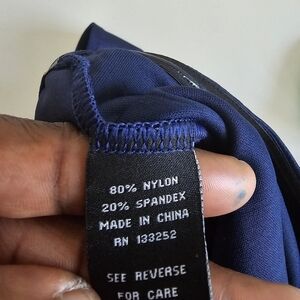 80% NYLON
20% SPANDEX
MADE IN CHINA
RN 133252
SEE REVERSE
FOR CARE